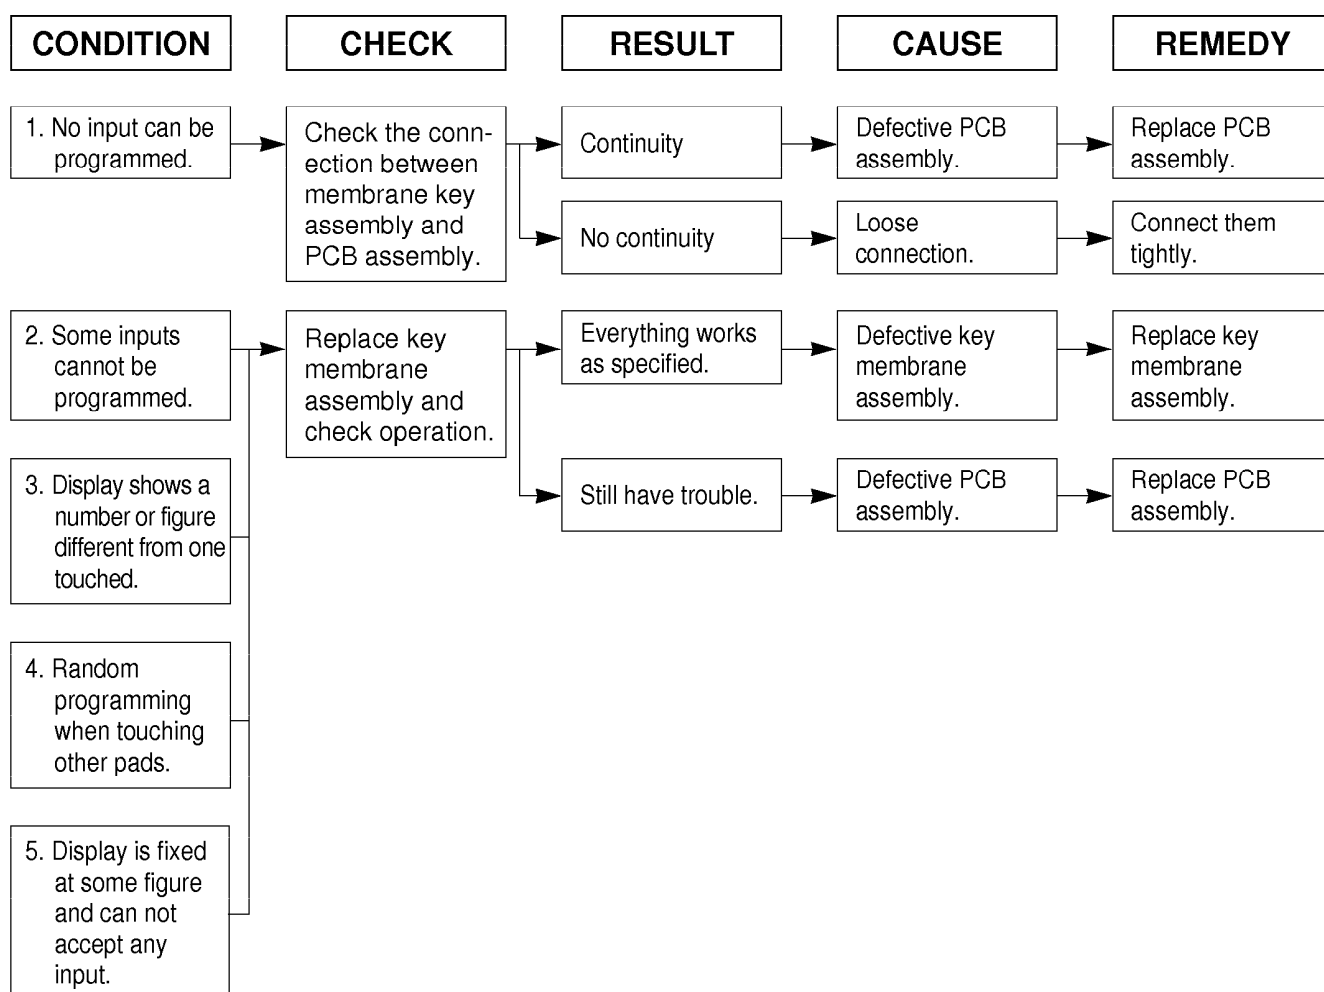 CONDITION
CHECK
RESULT
CAUSE
REMEDY
1. No input can be
programmed.
Check the conn-
ection between
membrane key
assembly and
PCB assembly.
Continuity
Defective PCB
assembly.
Replace PCB
assembly.
No continuity
Loose
connection.
Connect them
tightly.
2. Some inputs
cannot be
programmed.
Replace key
membrane
assembly and
check operation.
Everything works
as specified.
Defective key
membrane
assembly.
Replace key
membrane
assembly.
Still have trouble.
Defective PCB
assembly.
Replace PCB
assembly.
3. Display shows a
number or figure
different from one
touched.
4. Random
programming
when touching
other pads.
5. Display is fixed
at some figure
and can not
accept any
input.